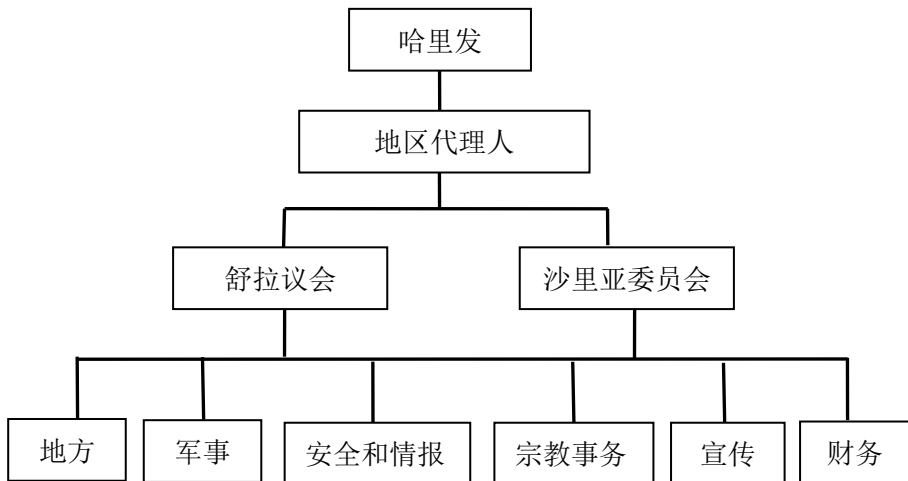 哈里发
地区代理人
舒拉议会
沙里亚委员会
地方
军事
安全和情报
宗教事务
宣传
财务